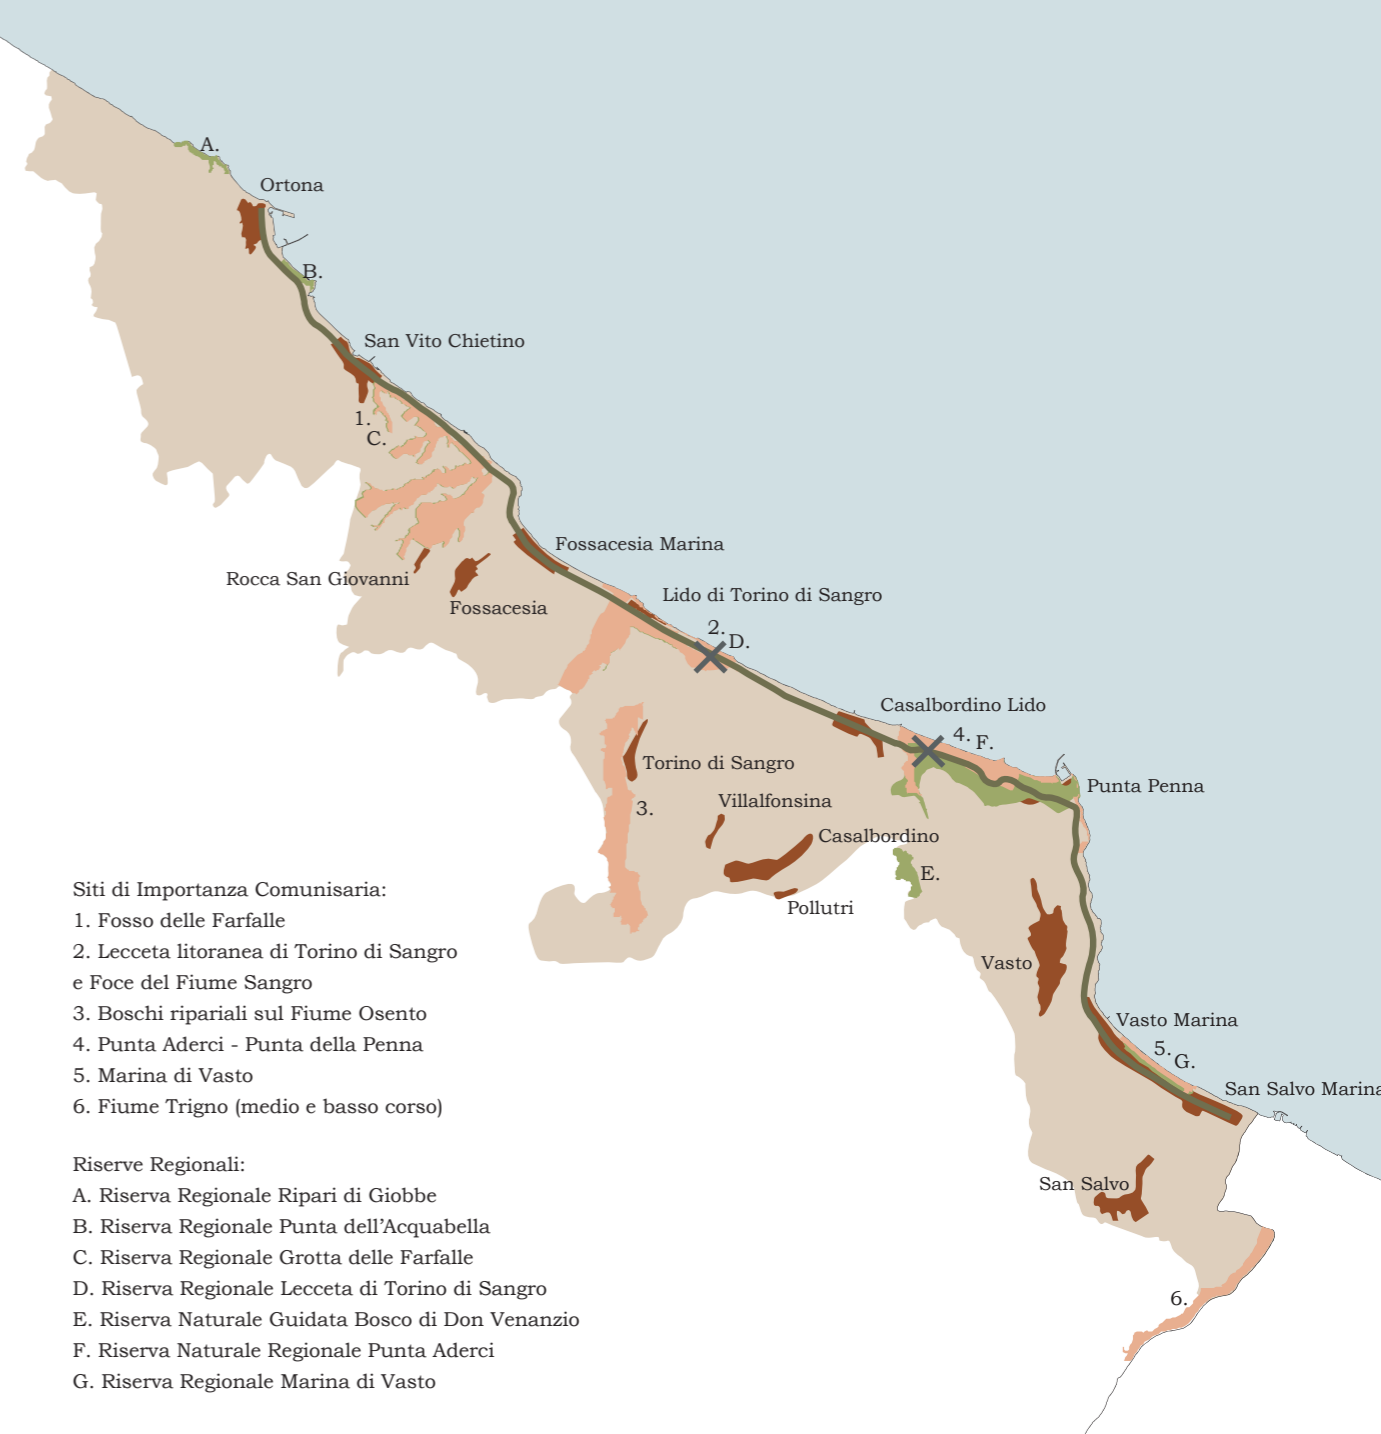 A.
Ortona
B.
San Vito Chietino
1.
C.
Fossacesia Marina
Rocca San Giovanni
Fossacesia
Lido di Torino di Sangro
2.
D.
Casalbordino Lido
4.
F.
Torino di Sangro
Punta Penna
Villalfonsina
3.
Casalbordino
E.
Pollutri
Vasto
Vasto Marina
5.
G.
San Salvo Marina
San Salvo
6.
Siti di Importanza Comunisaria:
1. Fosso delle Farfalle
2. Lecceta litoranea di Torino di Sangro
e Foce del Fiume Sangro
3. Boschi ripariali sul Fiume Osento
4. Punta Aderci - Punta della Penna
5. Marina di Vasto
6. Fiume Trigno (medio e basso corso)
Riserve Regionali:
A. Riserva Regionale Ripari di Giobbe
B. Riserva Regionale Punta dell’Acquabella
C. Riserva Regionale Grotta delle Farfalle
D. Riserva Regionale Lecceta di Torino di Sangro
E. Riserva Naturale Guidata Bosco di Don Venanzio
F. Riserva Naturale Regionale Punta Aderci
G. Riserva Regionale Marina di Vasto